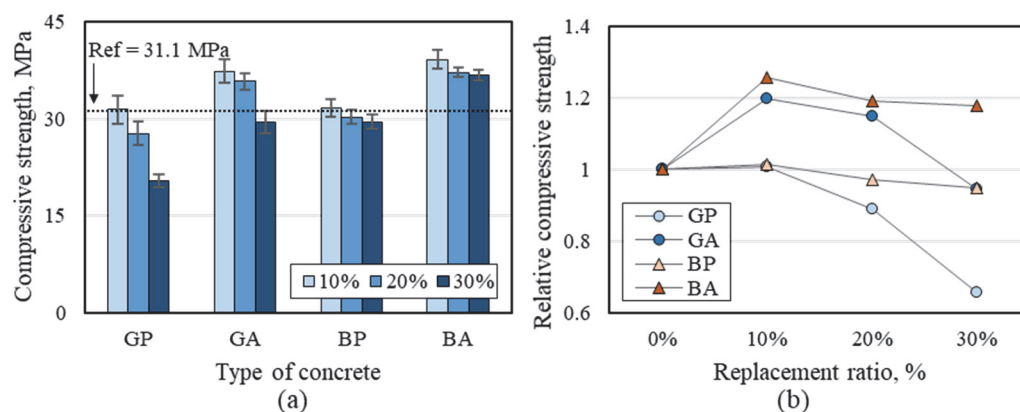 Compressive strength, MPa
45
30
15
0
Ref = 31.1 MPa
10% 20% 30%
GP GA BP BA
Type of concrete
(a)
Relative compressive strength
1.4
1.2
1
0.8
0.6
GP
GA
BP
BA
0% 10% 20% 30%
Replacement ratio, %
(b)